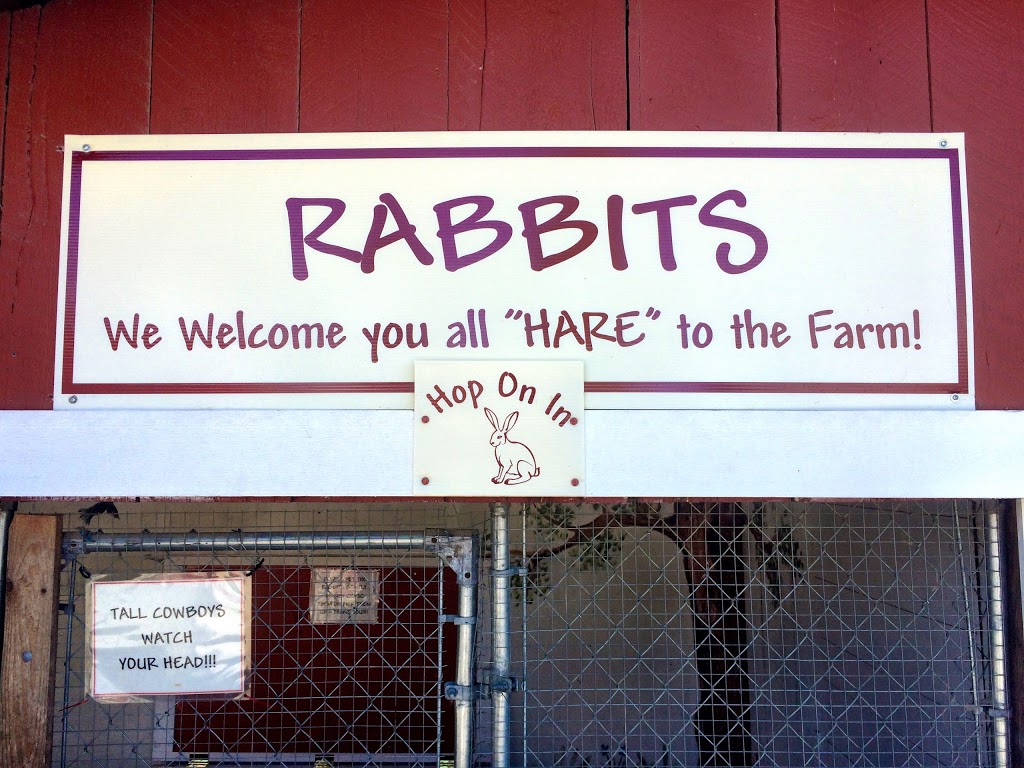 RABBITS
We Welcome you all "HARE" to the Farm!
Hop On In
TALL COWBOYS
WATCH
YOUR HEAD!!!